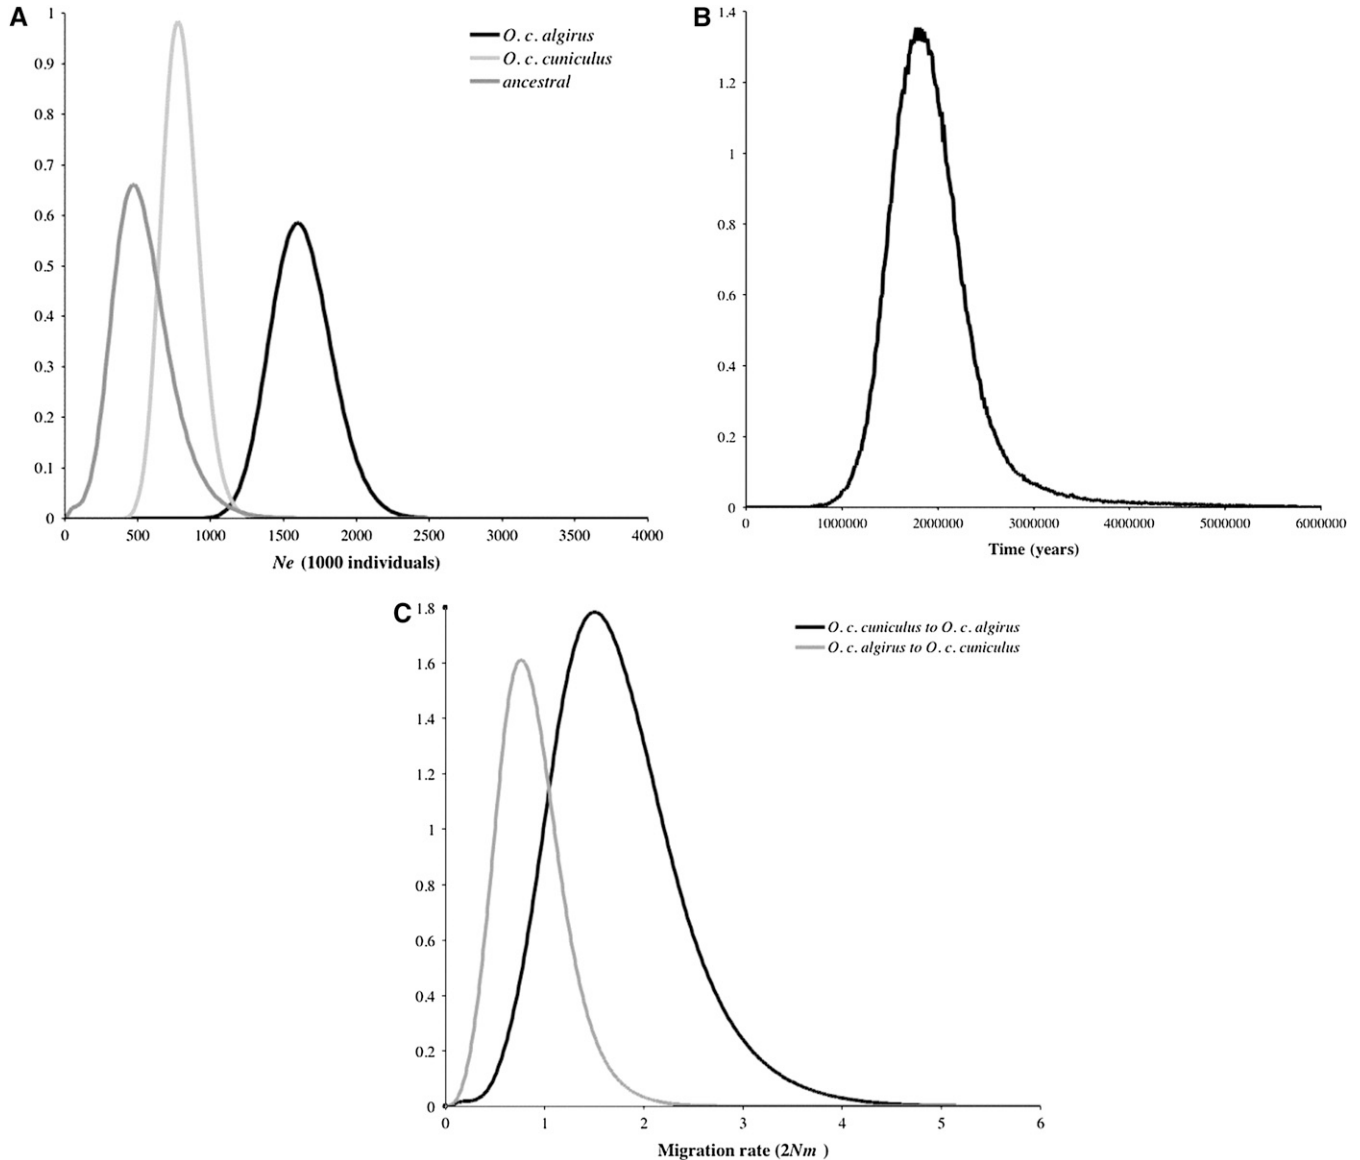 A
1
0.9
0.8
0.7
0.6
0.5
0.4
0.3
0.2
0.1
0
0 500 1000 1500 2000 2500 3000 3500 4000
Ne (1000 individuals)
O. c. algirus
O. c. cuniculus
ancestral
B
1.4
1.2
1
0.8
0.6
0.4
0.2
0
0 1000000 2000000 3000000 4000000 5000000 6000000
Time (years)
C
1.8
1.6
1.4
1.2
1
0.8
0.6
0.4
0.2
0
0 1 2 3 4 5 6
Migration rate (2Nm )
O. c. cuniculus to O. c. algirus
O. c. algirus to O. c. cuniculus